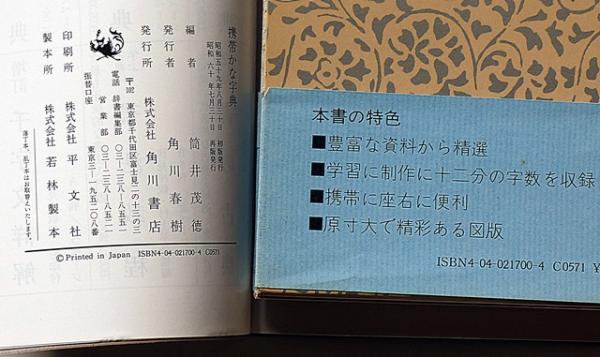 携帯かな字典
昭和五十九年八月二十日　初版発行
昭和六十年七月三十日　再版発行
編者　筒井茂徳
発行者　角川春樹
発行所　株式会社　角川書店
〒102　東京都千代田区富士見二の十三の三
電話　辞書編集部　〇三―二三八―八五五一
営業部　〇三―二三八―八五二一
振替口座　東京三―一九五二〇八番
印刷所　株式会社　平文社
製本所　株式会社　若林製本
落丁本、乱丁本はお取替えいたします。
©Printed in Japan　ISBN4-04-021700-4　C0571
本書の特色
■豊富な資料から精選
■学習に制作に十二分の字数を収録
■携帯に座右に便利
■原寸大で精彩ある図版
ISBN4-04-021700-4　C0571　¥